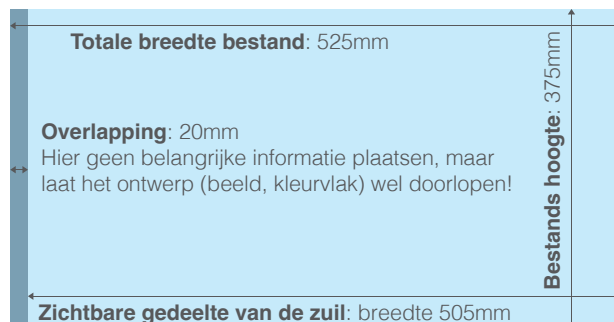 Totale breedte bestand: 525mm
Overlapping: 20mm
Hier geen belangrijke informatie plaatsen, maar
laat het ontwerp (beeld, kleurvlak) wel doorlopen!
Bestands hoogte: 375mm
Zichtbare gedeelte van de zuil: breedte 505mm